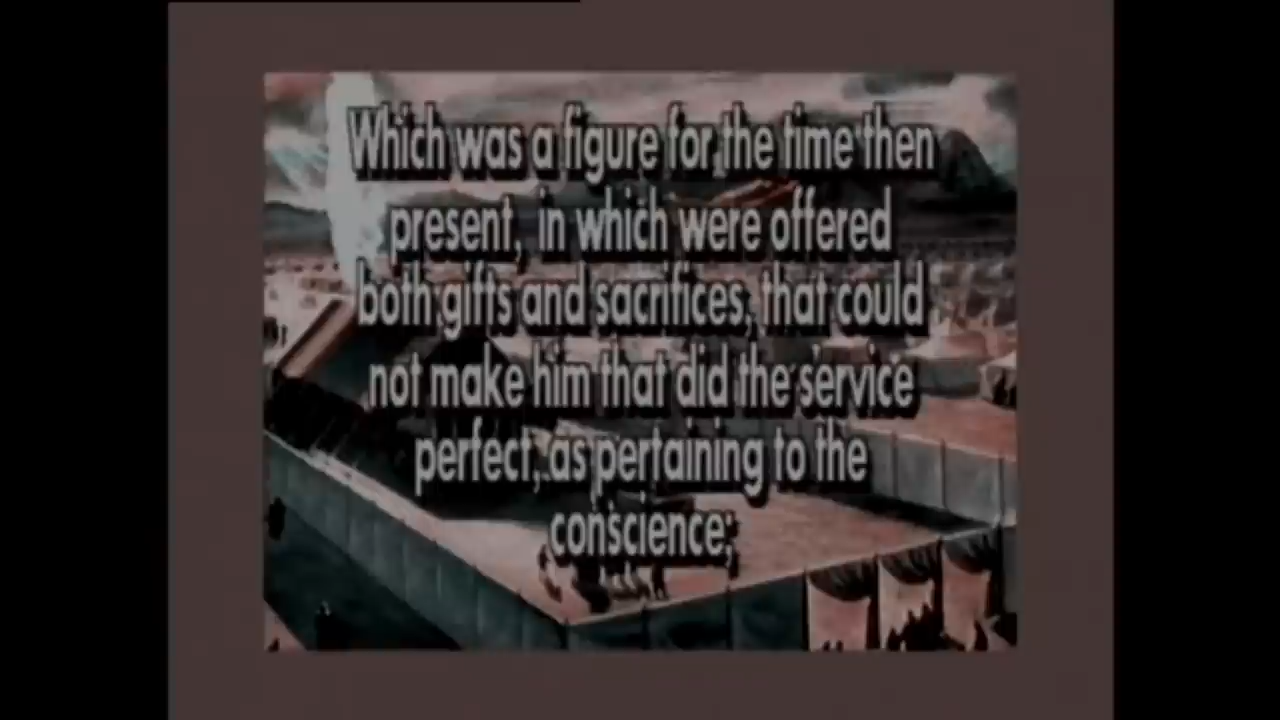 Which was a figure for the time then
present, in which were offered
both gifts and sacrifices, that could
not make him that did the service
perfect, as pertaining to the
conscience;